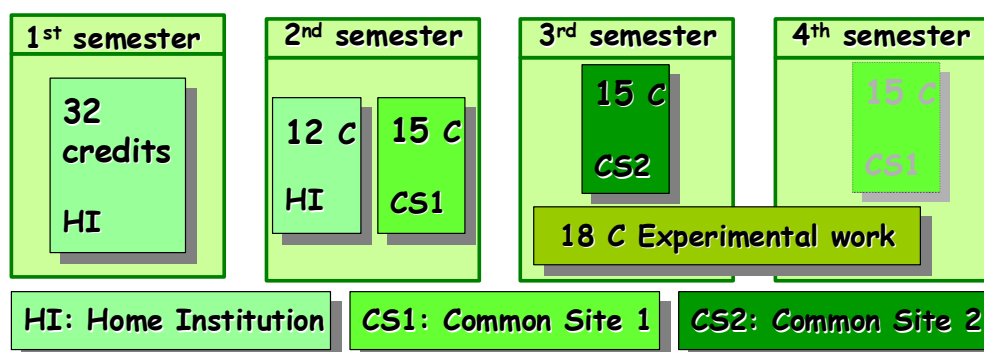 1st semester
32
credits
HI
2nd semester
12 C
HI
15 C
CS1
3rd semester
15 C
CS2
4th semester
15 C
CS1
18 C Experimental work
HI: Home Institution
CS1: Common Site 1
CS2: Common Site 2